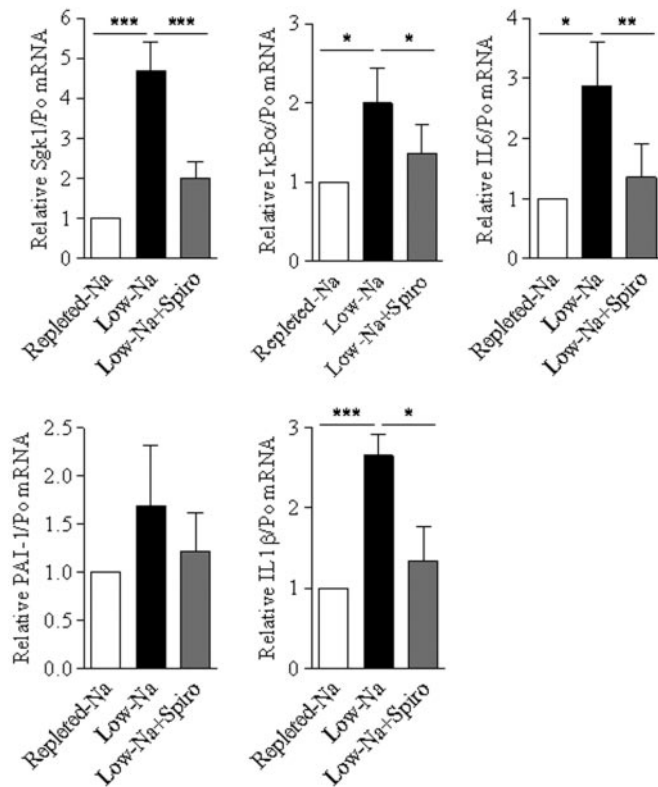 Relative Sgk1/Po mRNA
6
5
4
3
2
1
0
*** ***
Repleted-Na
Low-Na
Low-Na+Spiro
Relative IκBα/Po mRNA
3
2
1
0
* *
Repleted-Na
Low-Na
Low-Na+Spiro
Relative IL6/Po mRNA
4
3
2
1
0
* **
Repleted-Na
Low-Na
Low-Na+Spiro
Relative PAI-1/Po mRNA
2.5
2.0
1.5
1.0
0.5
0.0
Repleted-Na
Low-Na
Low-Na+Spiro
Relative IL1β/Po mRNA
3
2
1
0
*** *
Repleted-Na
Low-Na
Low-Na+Spiro